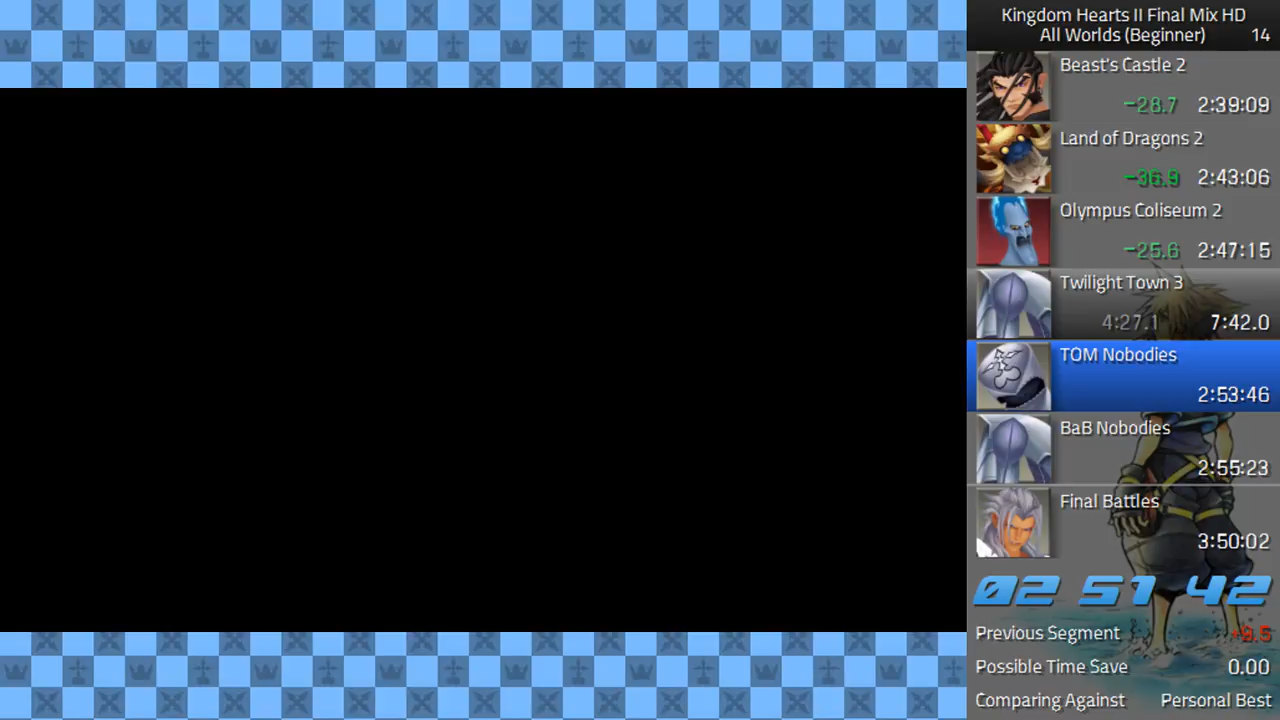 Kingdom Hearts II Final Mix HD
All Worlds (Beginner) 14
Beast's Castle 2
-28.7 2:39:09
Land of Dragons 2
-36.9 2:43:06
Olympus Coliseum 2
-25.6 2:47:15
Twilight Town 3
4:27.1 7:42.0
TOM Nobodies
2:53:46
BaB Nobodies
2:55:23
Final Battles
3:50:02
02 51 42
Previous Segment
Possible Time Save 0.00
Comparing Against Personal Best